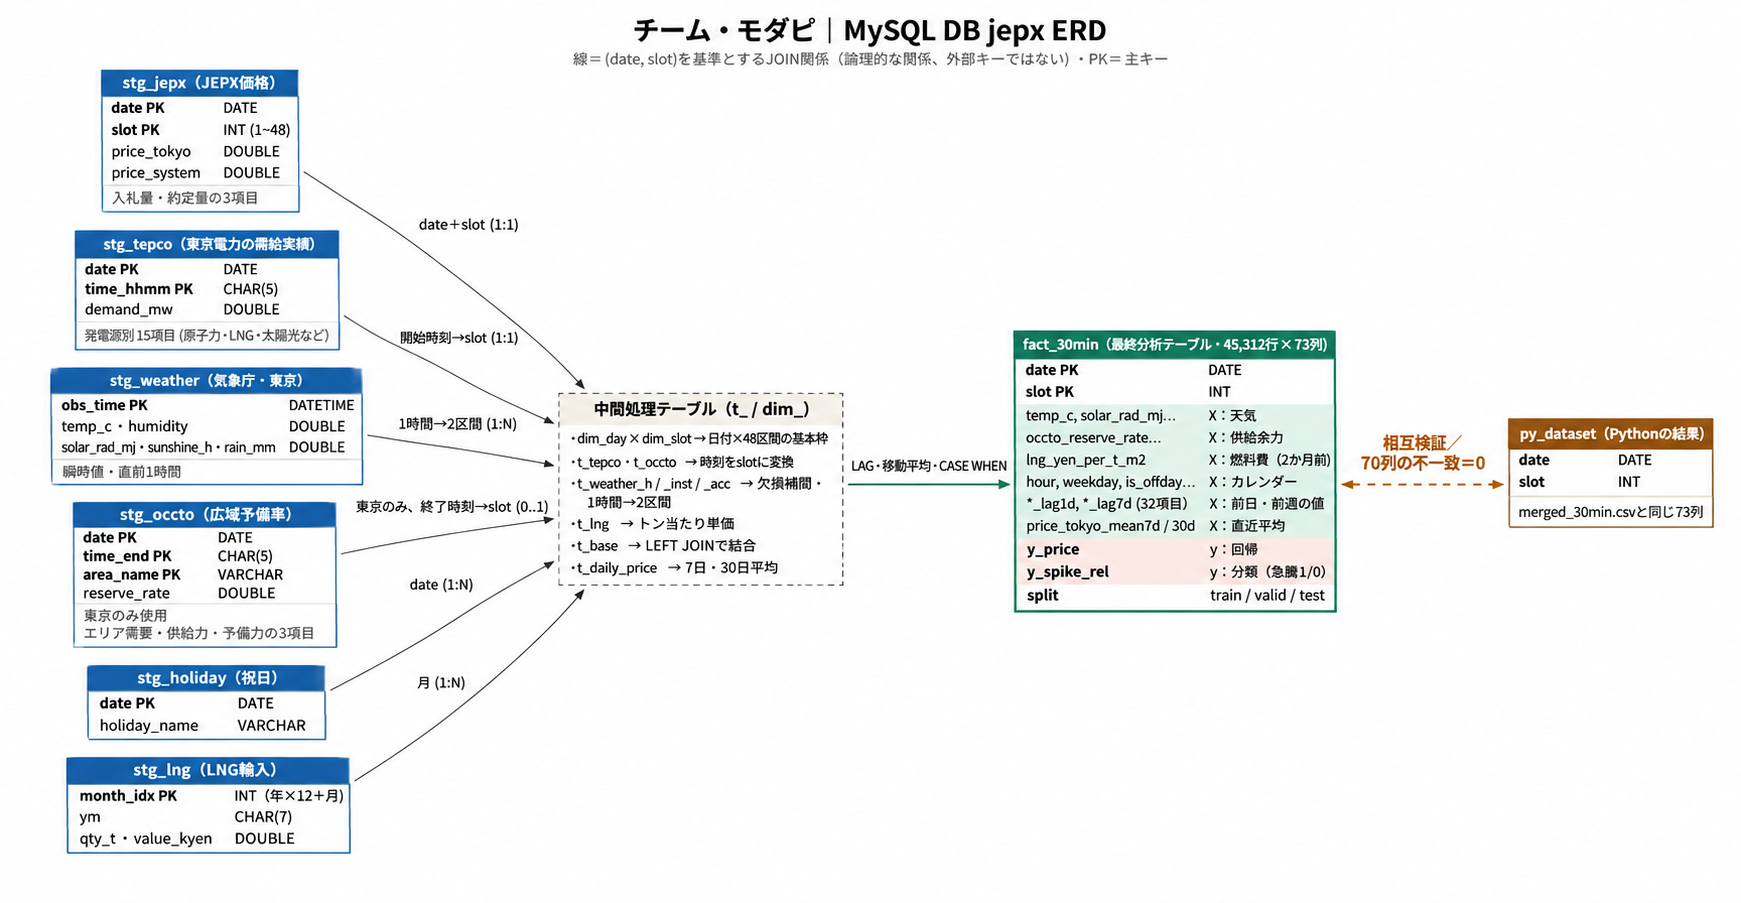 チーム・モダピ｜MySQL DB jepx ERD
線＝ (date, slot)を基準とするJOIN関係（論理的な関係、外部キーではない）・PK＝主キー
stg_jepx（JEPX価格）
date PK DATE
slot PK INT (1~48)
price_tokyo DOUBLE
price_system DOUBLE
入札量・約定量の3項目
date＋slot (1:1)
stg_tepco（東京電力の需給実績）
date PK DATE
time_hhmm PK CHAR(5)
demand_mw DOUBLE
発電源別 15項目 (原子力・LNG・太陽光など)
開始時刻→slot (1:1)
stg_weather（気象庁・東京）
obs_time PK DATETIME
temp_c・humidity DOUBLE
solar_rad_mj・sunshine_h・rain_mm DOUBLE
瞬時値・直前1時間
1時間→2区間 (1:N)
stg_occto（広域予備率）
date PK DATE
time_end PK CHAR(5)
area_name PK VARCHAR
reserve_rate DOUBLE
東京のみ使用
エリア需要・供給力・予備力の3項目
東京のみ、終了時刻→slot (0..1)
stg_holiday（祝日）
date PK DATE
holiday_name VARCHAR
date (1:N)
stg_lng（LNG輸入）
month_idx PK INT（年×12＋月)
ym CHAR(7)
qty_t・value_kyen DOUBLE
月 (1:N)
中間処理テーブル（t_ / dim_）
・dim_day × dim_slot → 日付×48区間の基本枠
・t_tepco・t_occto → 時刻をslotに変換
・t_weather_h / _inst / _acc → 欠損補間・
1時間→2区間
・t_lng → トン当たり単価
・t_base → LEFT JOINで結合
・t_daily_price → 7日・30日平均
LAG・移動平均・CASE WHEN
fact_30min（最終分析テーブル・45,312行 × 73列)
date PK DATE
slot PK INT
temp_c, solar_rad_mj… X：天気
occto_reserve_rate… X：供給余力
lng_yen_per_t_m2 X：燃料費（2か月前)
hour, weekday, is_offday… X：カレンダー
*_lag1d, *_lag7d (32項目） X：前日・前週の値
price_tokyo_mean7d / 30d X：直近平均
y_price y：回帰
y_spike_rel y：分類（急騰1/0）
split train / valid / test
相互検証／
70列の不一致＝0
py_dataset（Pythonの結果）
date DATE
slot INT
merged_30min.csvと同じ73列